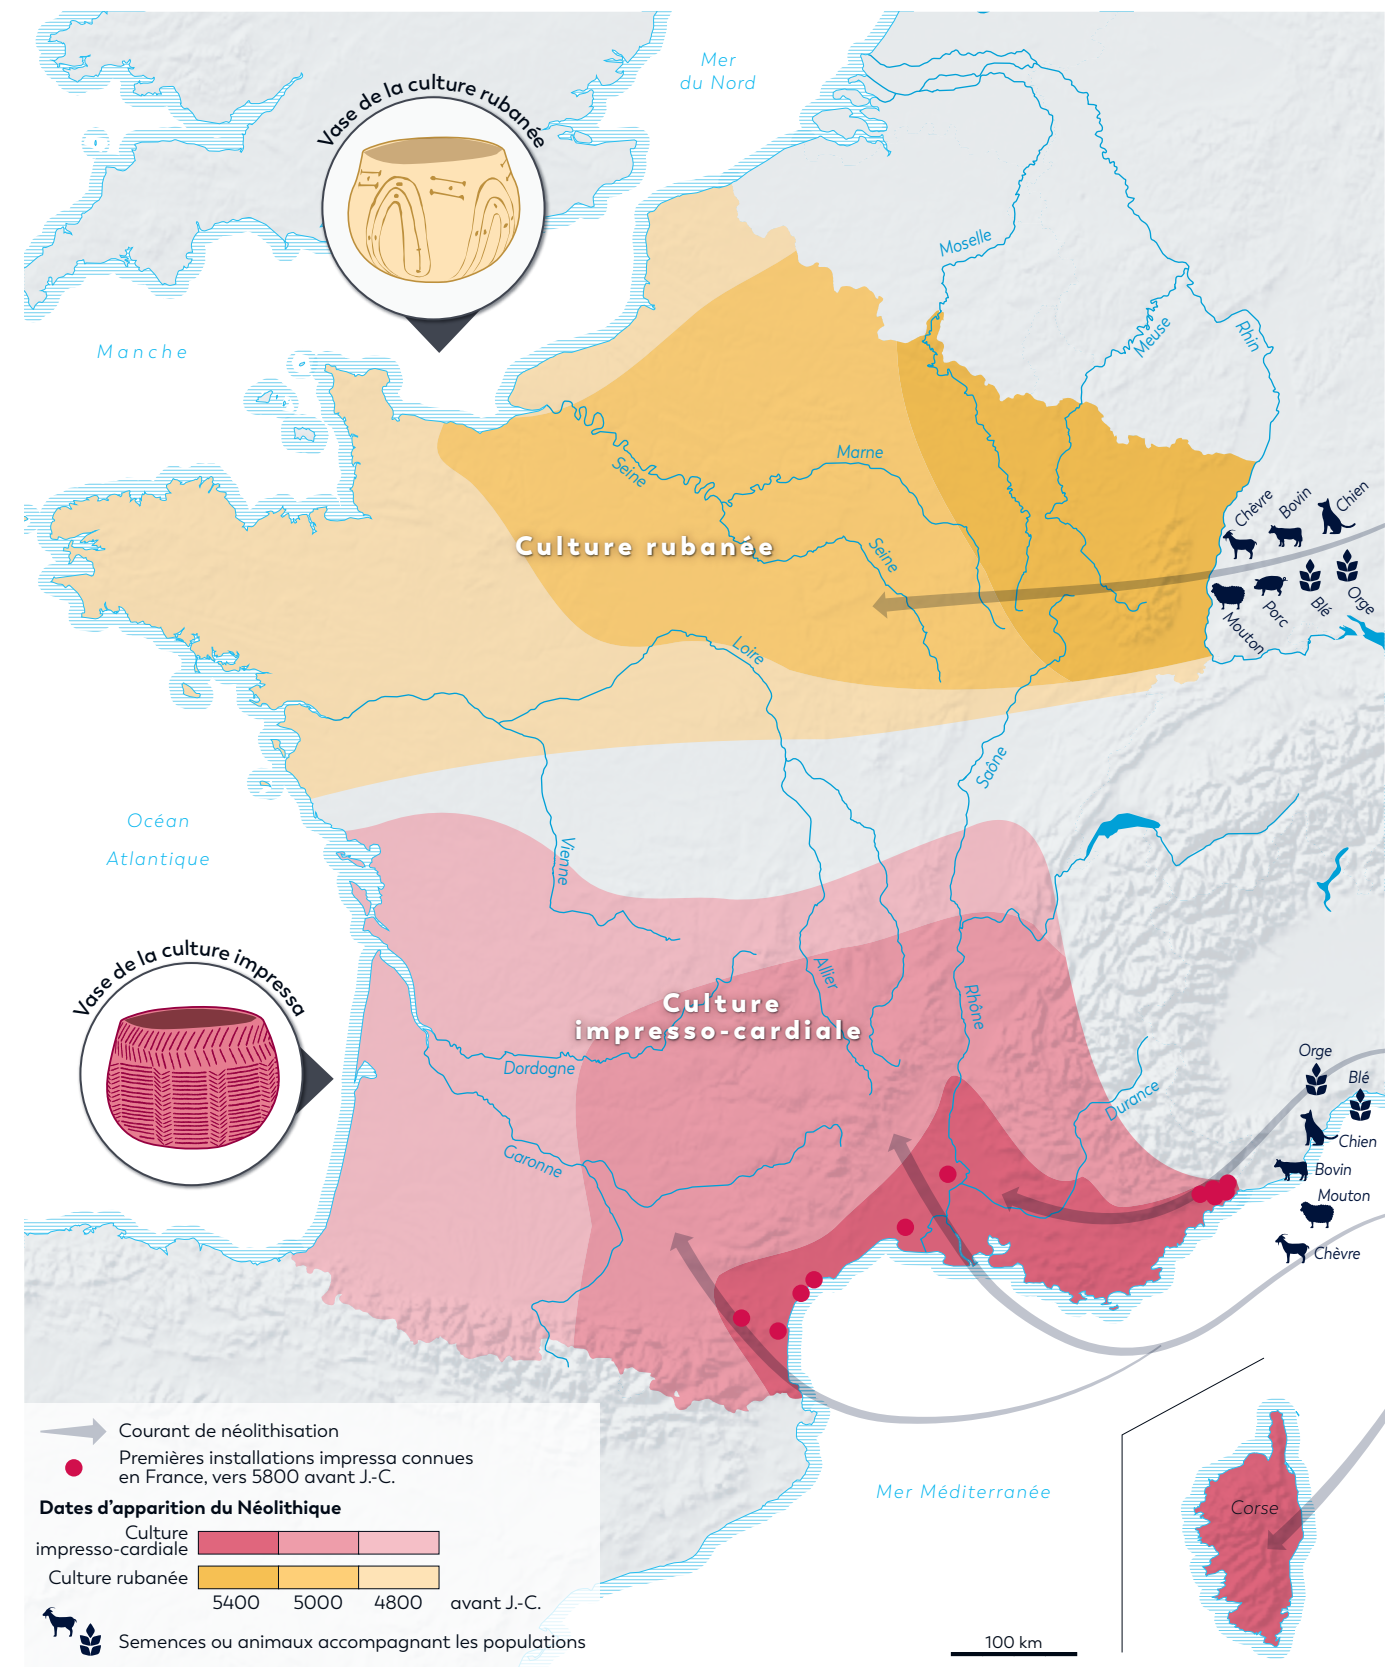 Mer
du Nord
Vase de la culture rubanée
Moselle
Manche
Meuse
Rhin
Seine
Marne
Chèvre
Bovin
Chien
Culture rubanée
Seine
Mouton
Porc
Blé
Orge
Loire
Saône
Océan
Atlantique
Vienne
Vase de la culture impressa
Allier
Culture
impresso-cardiale
Rhône
Dordogne
Durance
Garonne
Orge
Blé
Chien
Bovin
Mouton
Chèvre
Courant de néolithisation
Premières installations impressa connues
en France, vers 5800 avant J.-C.
Dates d'apparition du Néolithique
Culture
impresso-cardiale
Culture rubanée
5400 5000 4800 avant J.-C.
Semences ou animaux accompagnant les populations
Mer Méditerranée
Corse
100 km